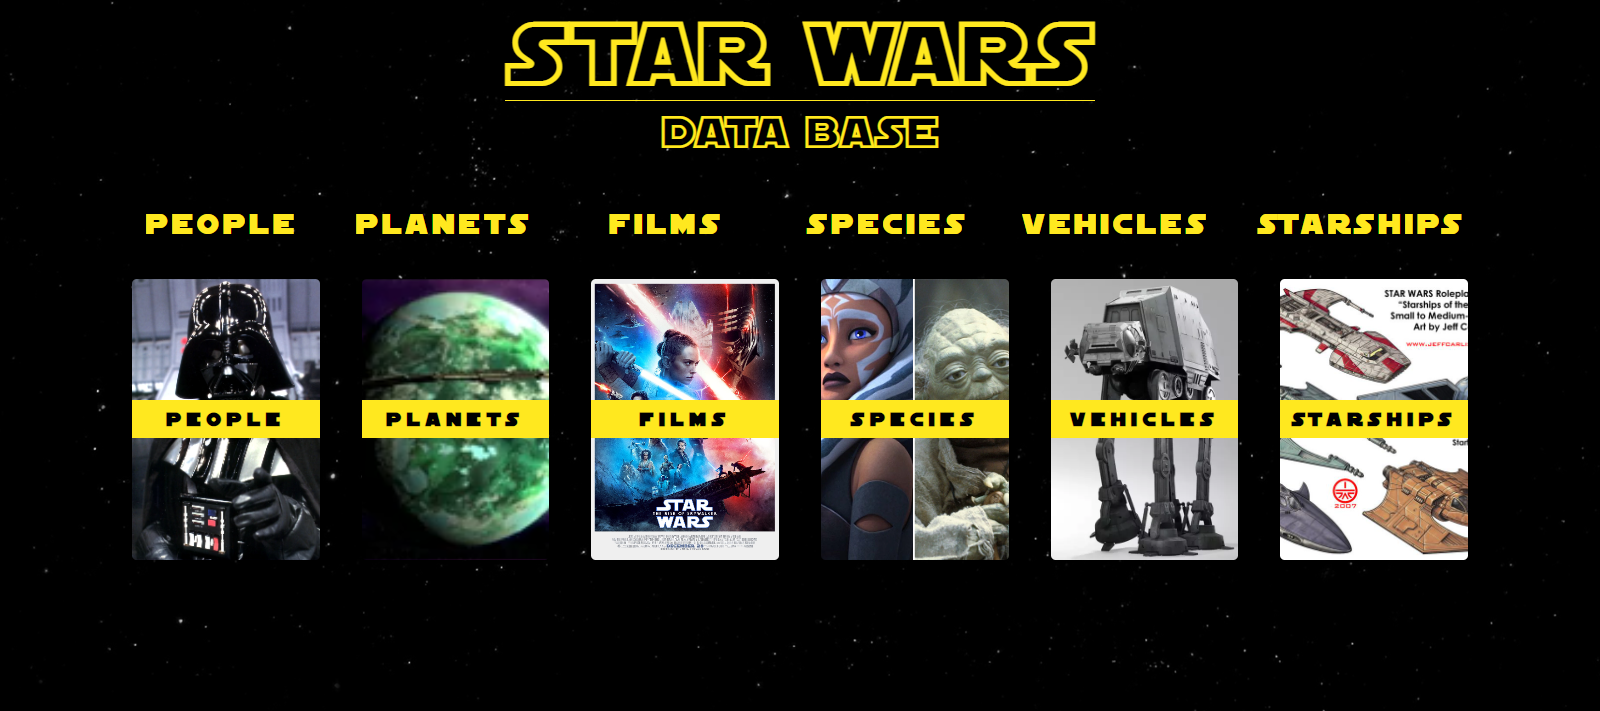 STAR WARS
DATA BASE
PEOPLE PLANETS FILMS SPECIES VEHICLES STARSHIPS
STAR WARS Rolepla
"Starships of the
Small to Medium-
Art by Jeff C
WWW.JEFFCARLI
PEOPLE PLANETS FILMS SPECIES VEHICLES STARSHIPS
Start
2007
STAR
THE RISE OF SKYWALKER
WARS
DECEMBER 20